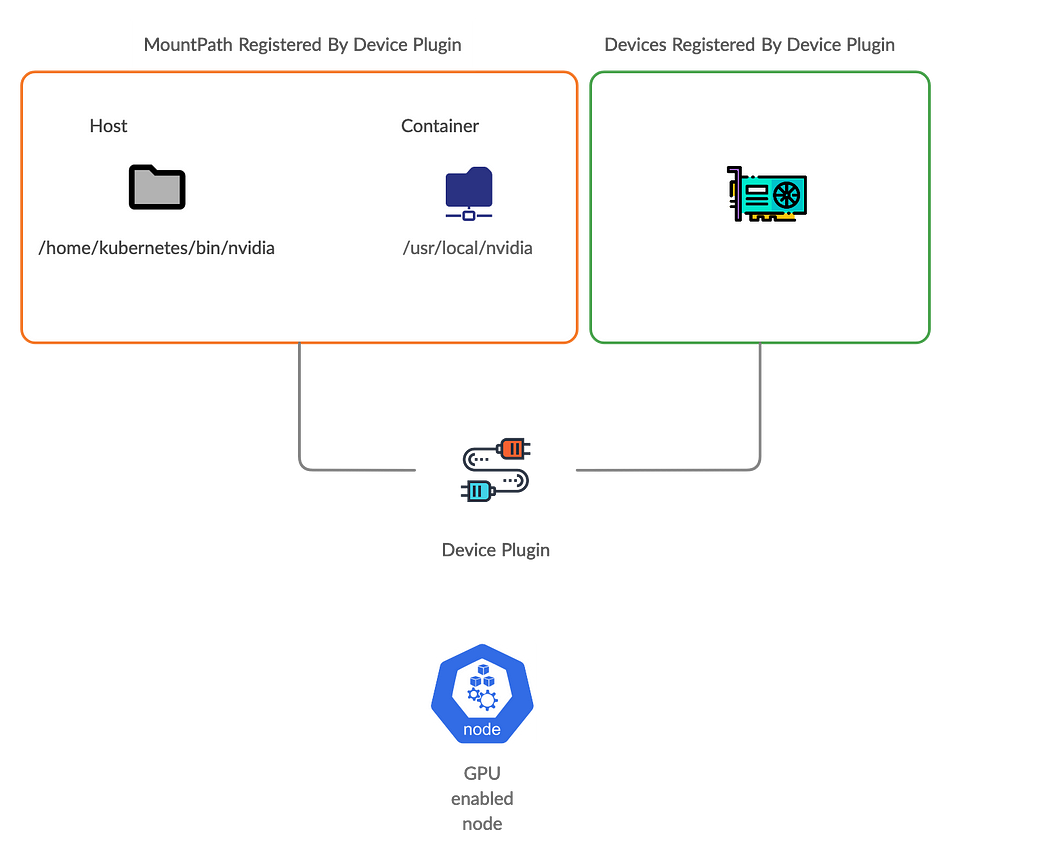 MountPath Registered By Device Plugin
Devices Registered By Device Plugin
Host
Container
/home/kubernetes/bin/nvidia
/usr/local/nvidia
Device Plugin
node
GPU
enabled
node